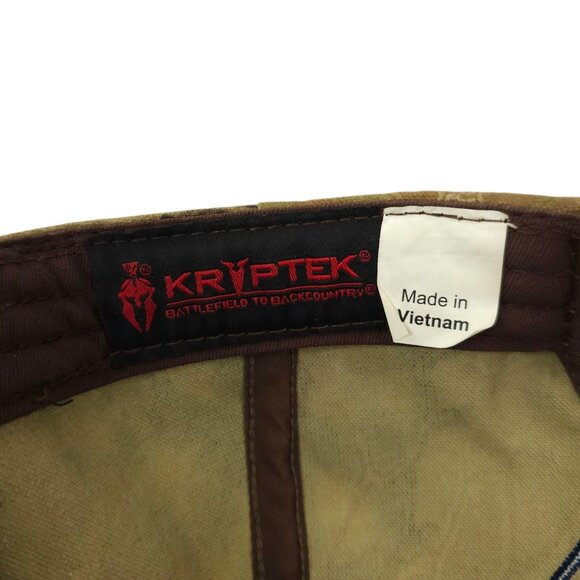 KRYPTEK®
BATTLEFIELD TO BACKCOUNTRY®
Made in
Vietnam